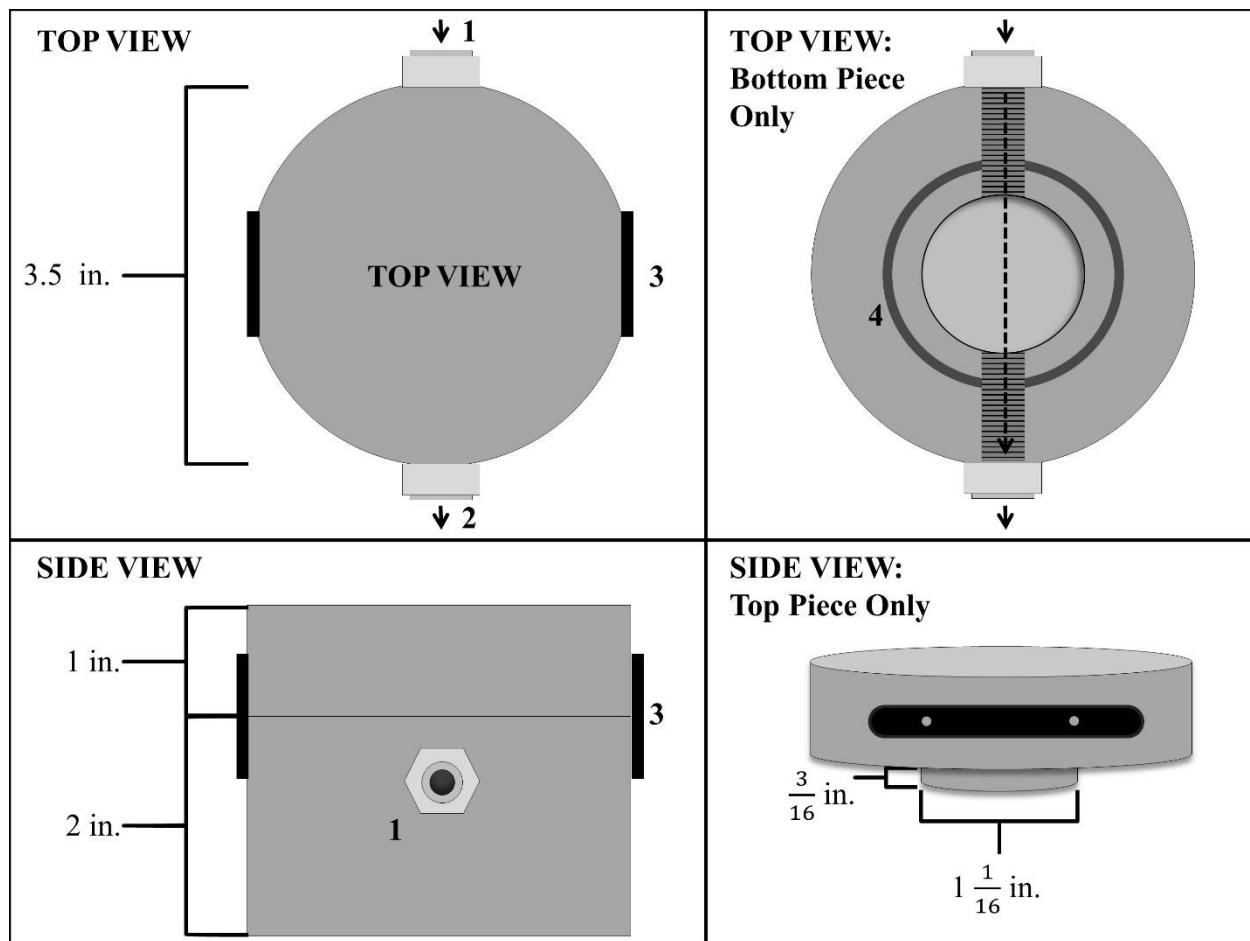 TOP VIEW
1
3.5 in.
TOP VIEW
3
2
TOP VIEW:
Bottom Piece
Only
4
SIDE VIEW
1 in.
3
1
2 in.
SIDE VIEW:
Top Piece Only
3/16 in.
1 1/16 in.